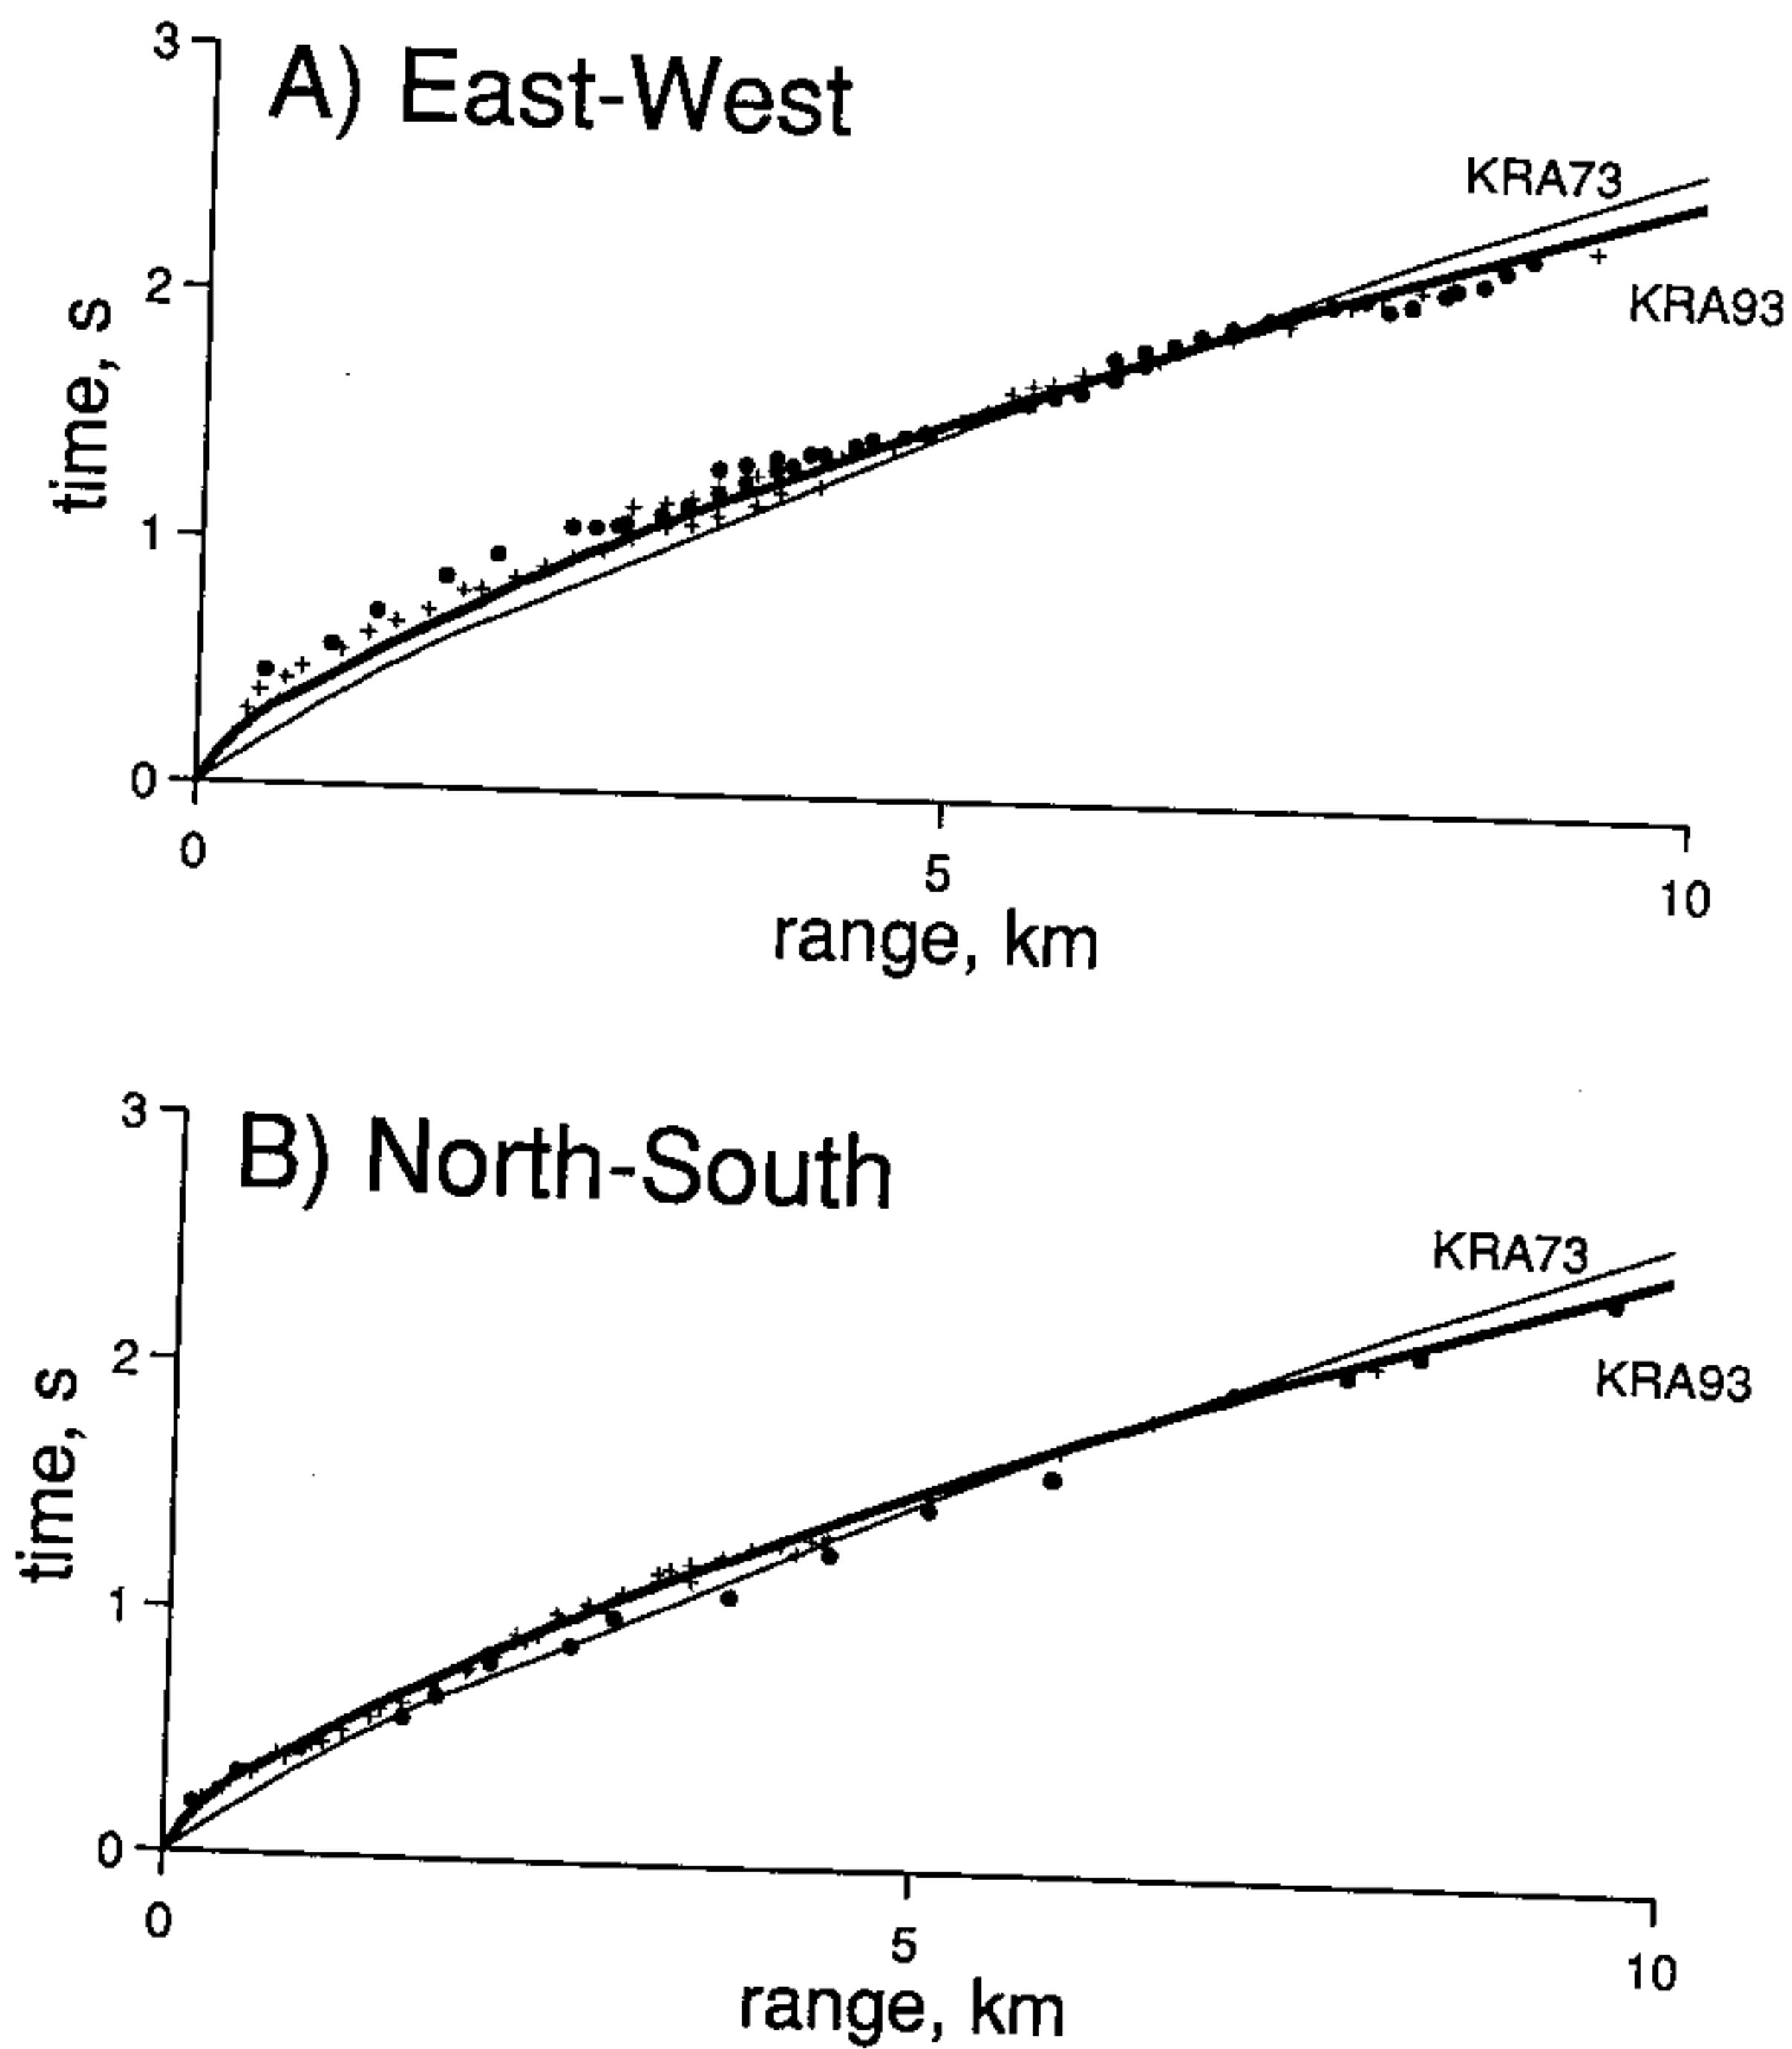 3
A) East-West
KRA73
2
KRA93
time, s
1
0
0
5
10
range, km
3
B) North-South
KRA73
2
KRA93
time, s
1
0
0
5
10
range, km